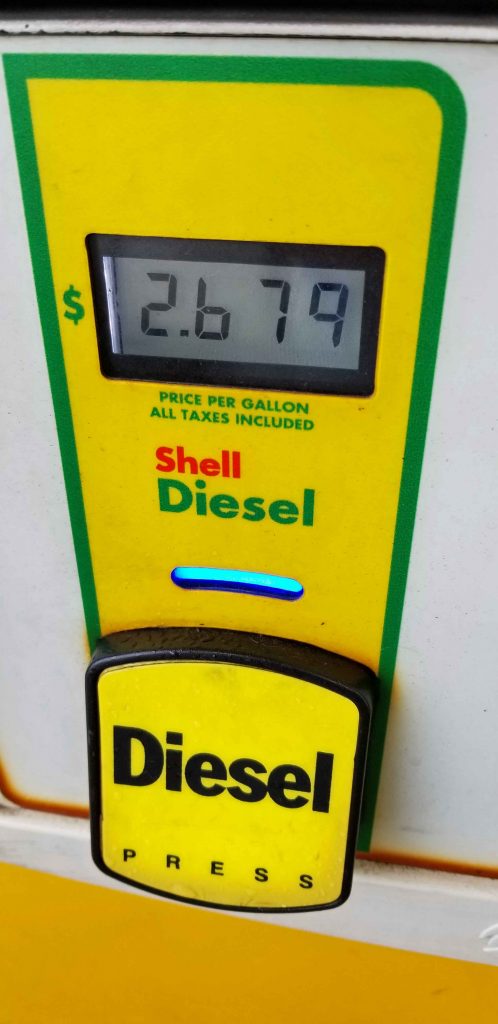 $ 2.679
PRICE PER GALLON
ALL TAXES INCLUDED
Shell
Diesel
Diesel
PRESS